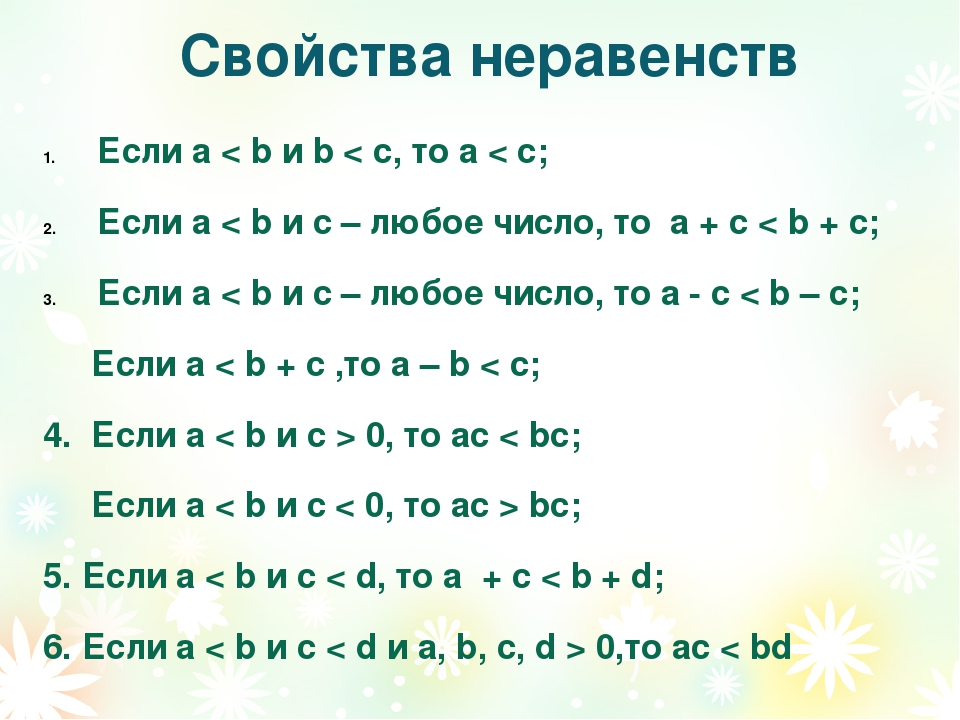 Свойства неравенств
1. Если a < b и b < c, то a < c;
2. Если a < b и c – любое число, то a + c < b + c;
3. Если a < b и c – любое число, то a - c < b – c;
Если a < b + c ,то a – b < c;
4. Если a < b и c > 0, то ac < bc;
Если a < b и c < 0, то ac > bc;
5. Если a < b и c < d, то a + c < b + d;
6. Если a < b и c < d и a, b, c, d > 0,то ac < bd